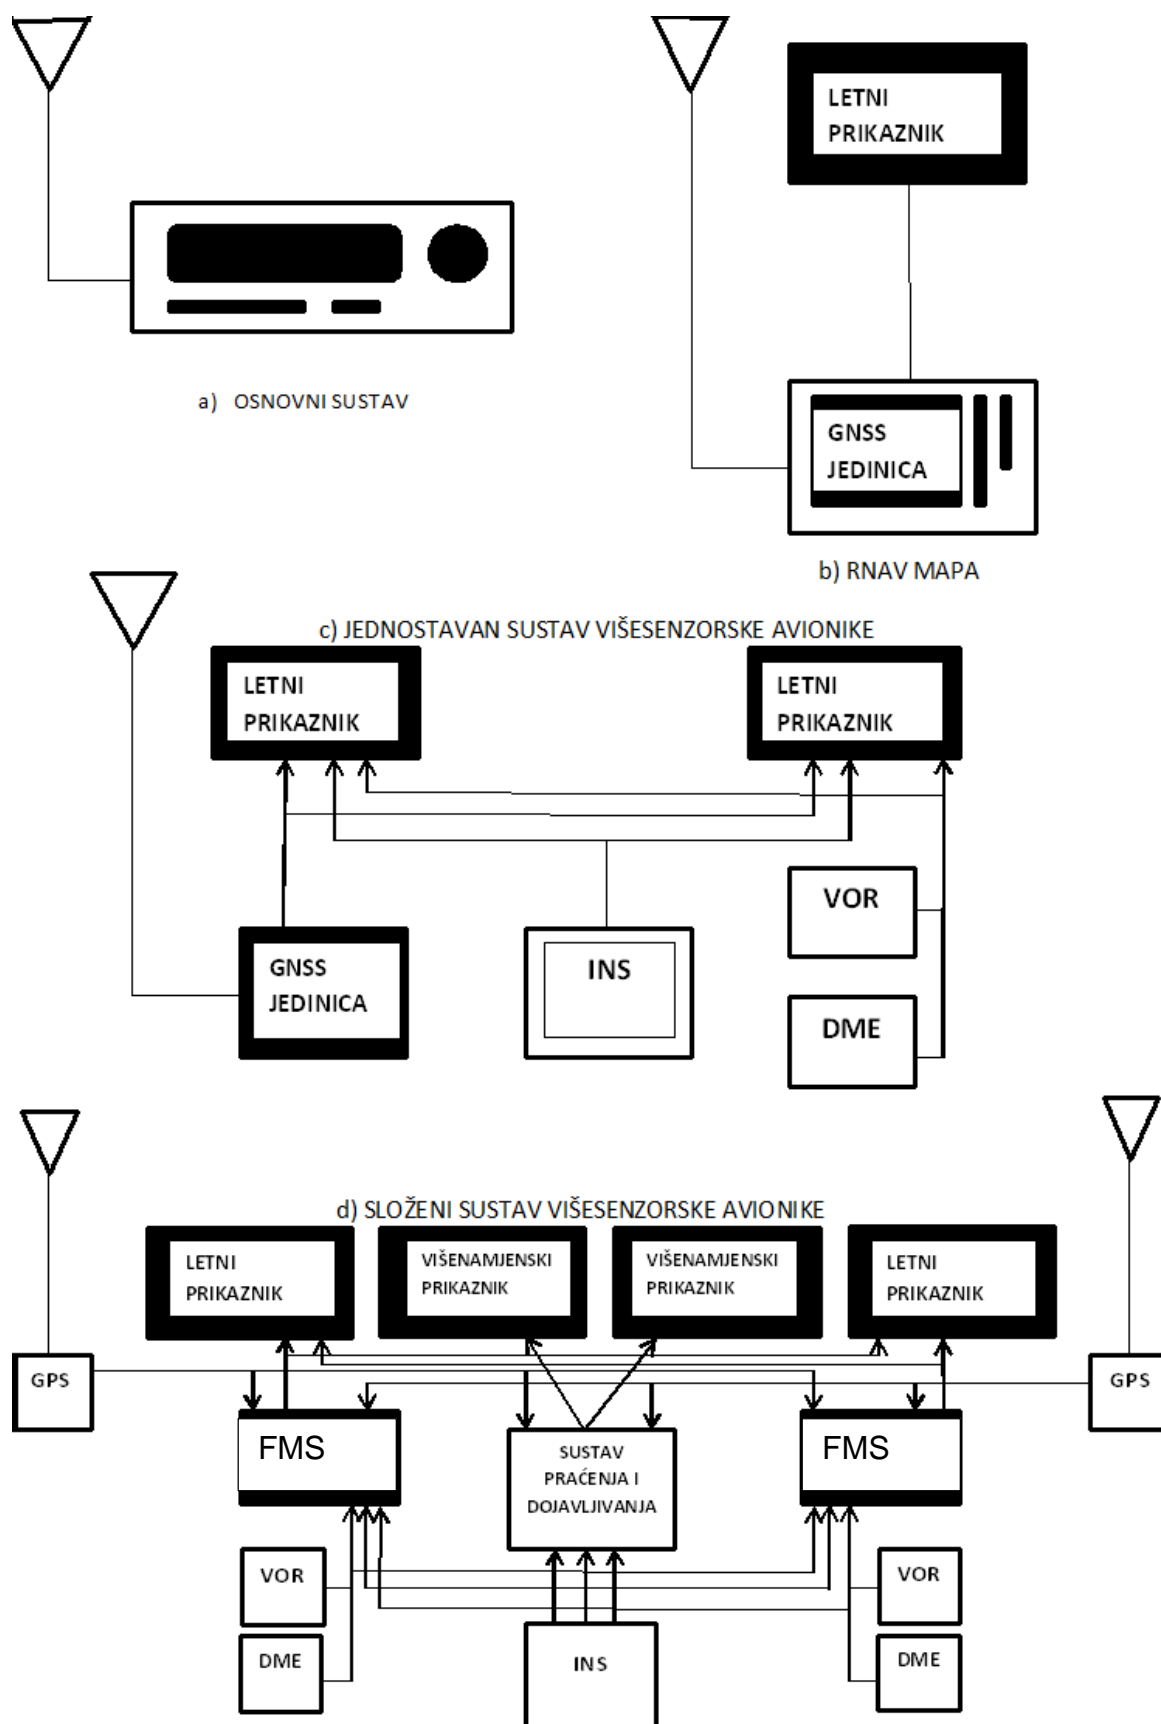 LETNI
PRIKAZNIK
a) OSNOVNI SUSTAV
GNSS
JEDINICA
b) RNAV MAPA
c) JEDNOSTAVAN SUSTAV VIŠESENZORSKE AVIONIKE
LETNI
PRIKAZNIK
LETNI
PRIKAZNIK
GNSS
JEDINICA
INS
VOR
DME
d) SLOŽENI SUSTAV VIŠESENZORSKE AVIONIKE
LETNI
PRIKAZNIK
VIŠENAMJENSKI
PRIKAZNIK
VIŠENAMJENSKI
PRIKAZNIK
LETNI
PRIKAZNIK
GPS
GPS
FMS
SUSTAV
PRAĆENJA I
DOJAVLJIVANJA
FMS
VOR
DME
INS
VOR
DME